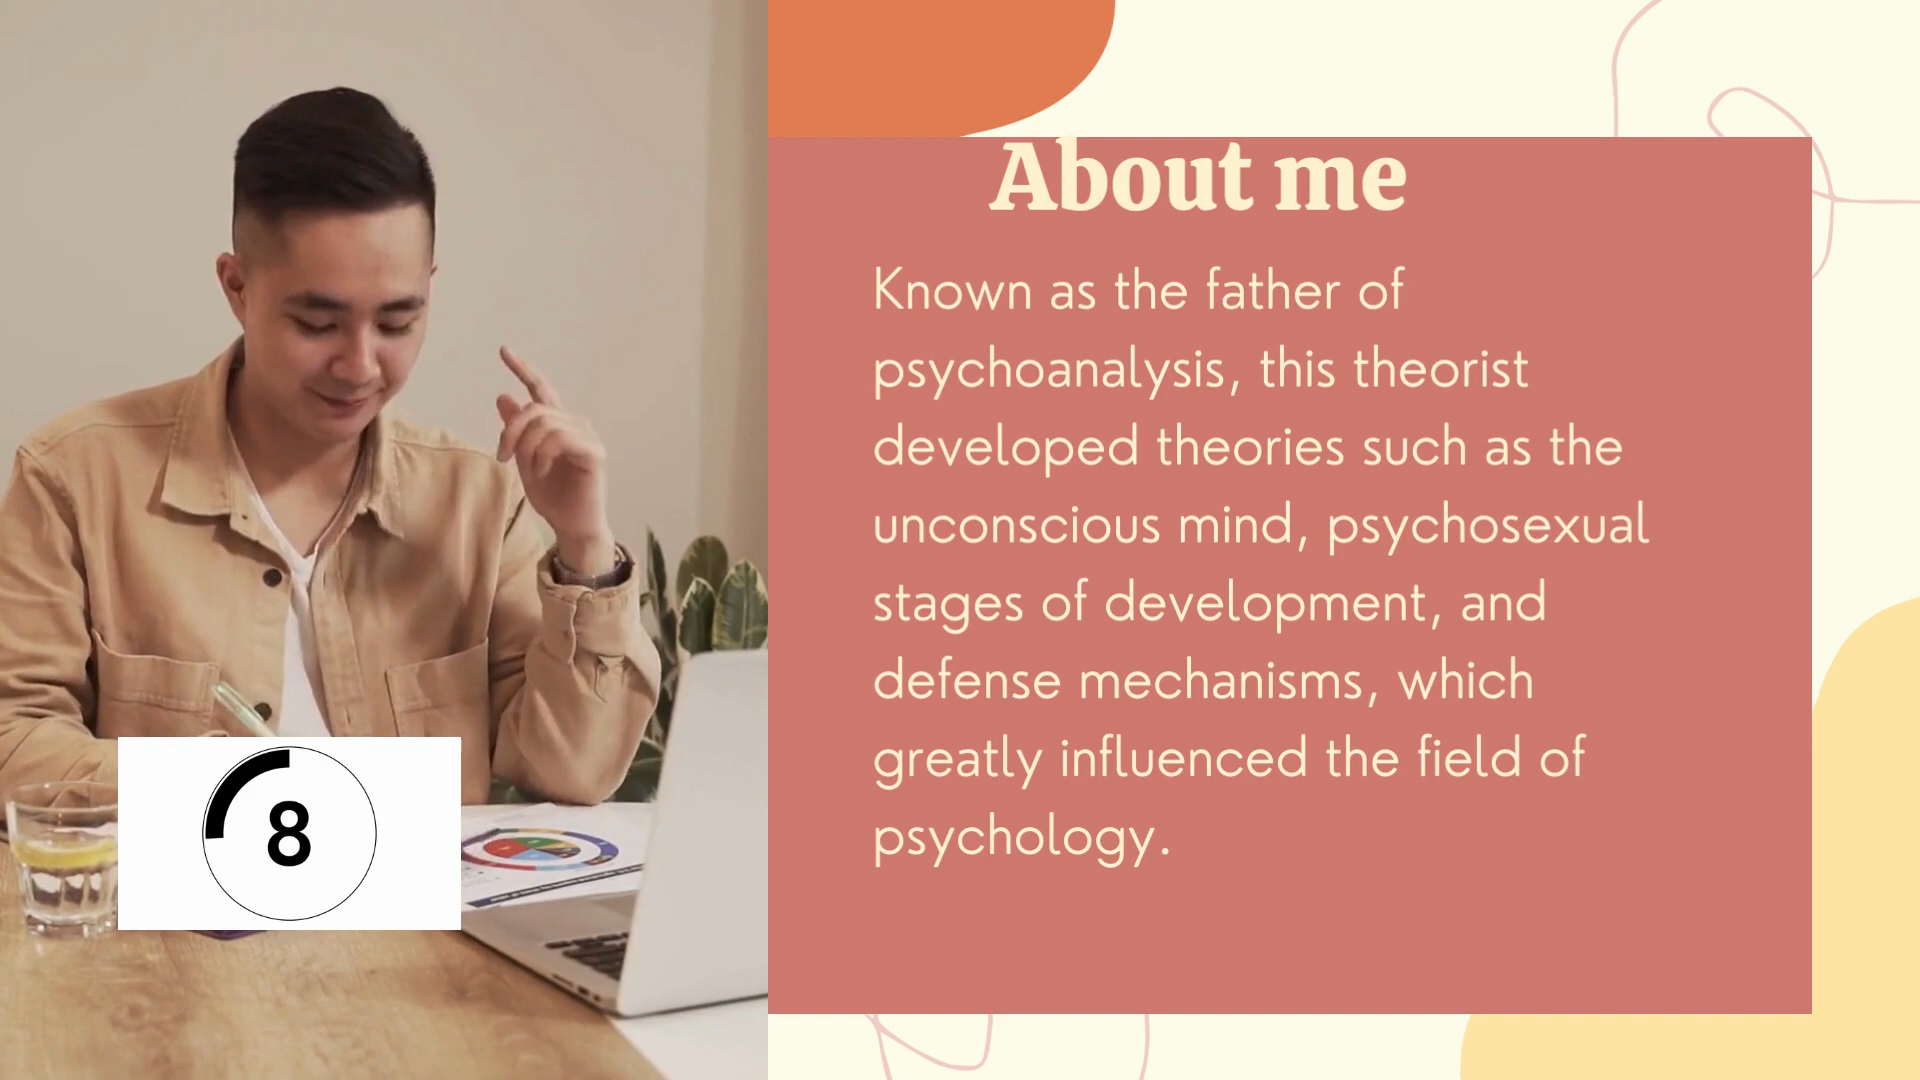 About me
Known as the father of
psychoanalysis, this theorist
developed theories such as the
unconscious mind, psychosexual
stages of development, and
defense mechanisms, which
greatly influenced the field of
psychology.
8